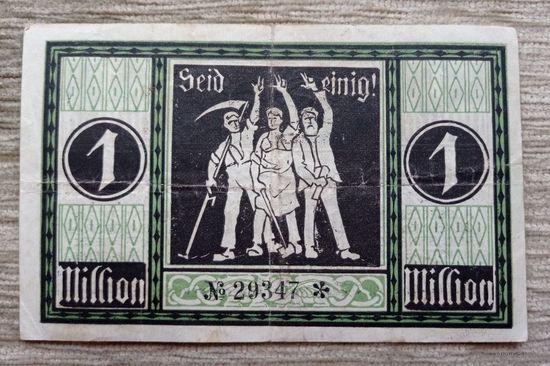 Seid einig!
1 1
Million Million
№ 29347 *